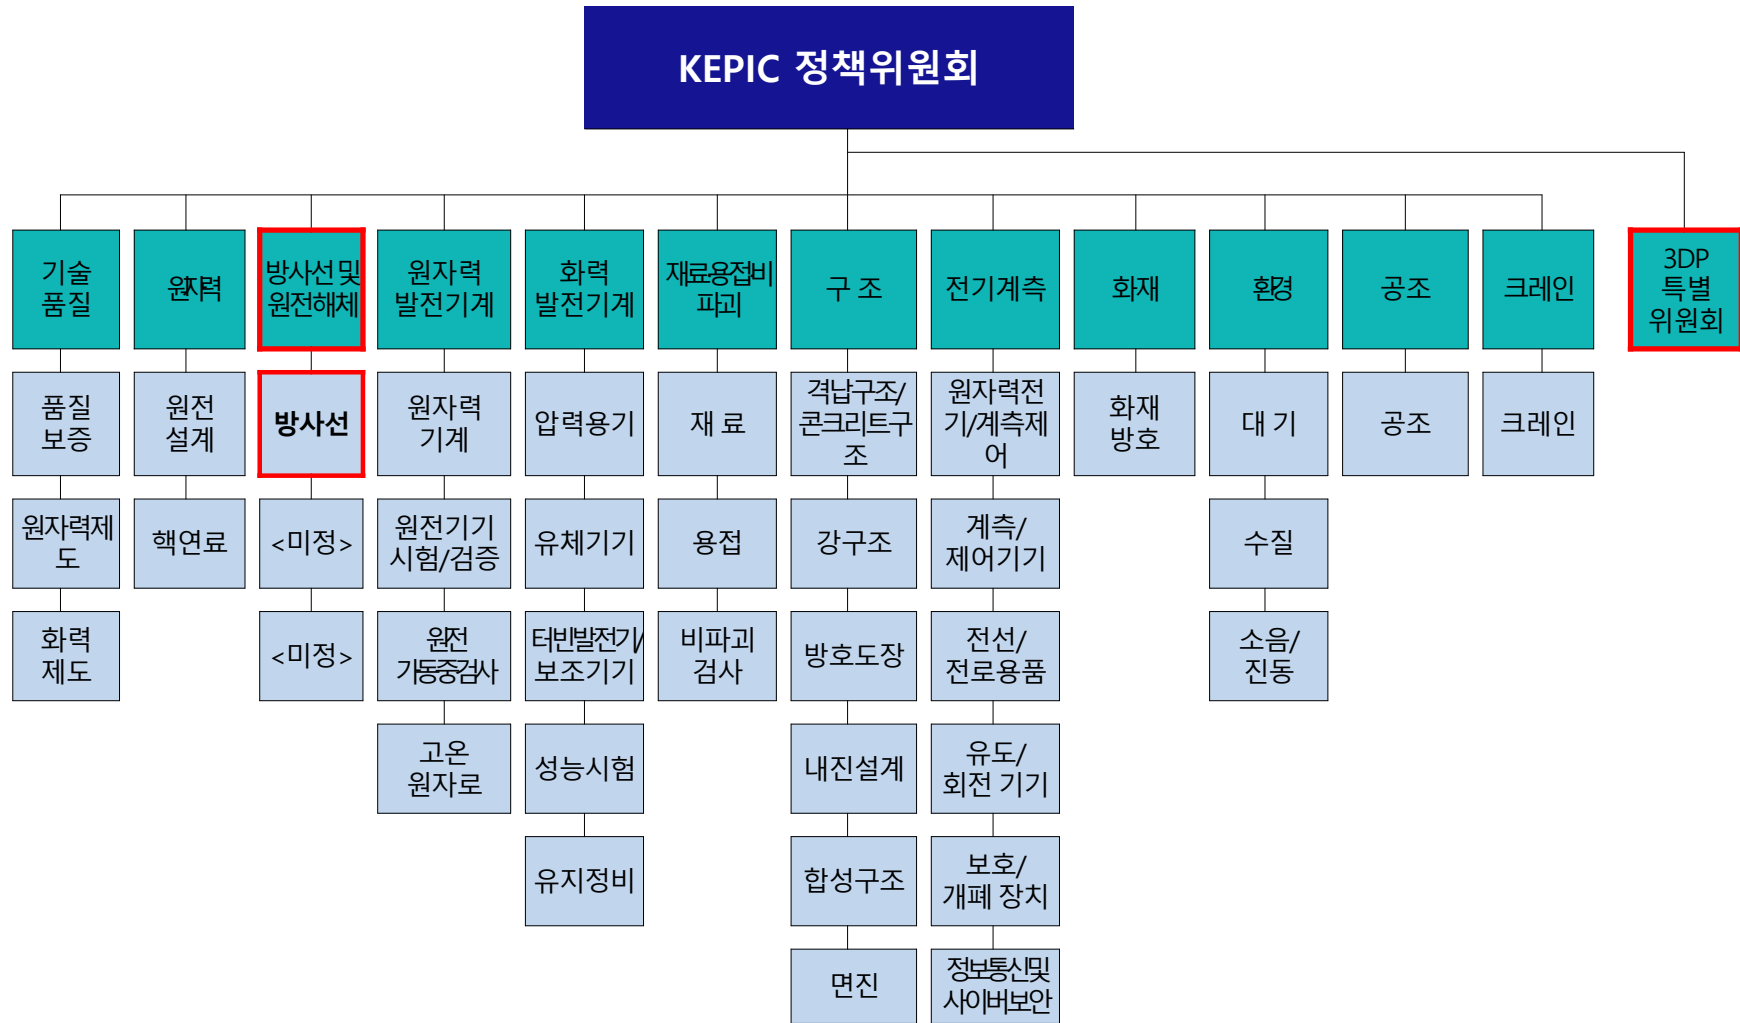 KEPIC 정책위원회
기술
품질
원자력
방사선 및
원전해체
원자력
발전기계
화력
발전기계
재료용접비
파괴
구 조
전기계측
화재
환경
공조
크레인
3DP
특별
위원회
품질
보증
원전
설계
방사선
원자력
기계
압력용기
재 료
격납구조/
콘크리트구
조
원자력전
기/계측제
어
화재
방호
대 기
공조
크레인
원자력제
도
핵연료
<미정>
원전기기
시험/검증
유체기기
용접
강구조
계측/
제어기기
수질
화력
제도
<미정>
원전
가동중검사
터빈발전기/
보조기기
비파괴
검사
방호도장
전선/
전로용품
소음/
진동
고온
원자로
성능시험
내진설계
유도/
회전 기기
유지정비
합성구조
보호/
개폐 장치
면진
정보통신및
사이버보안